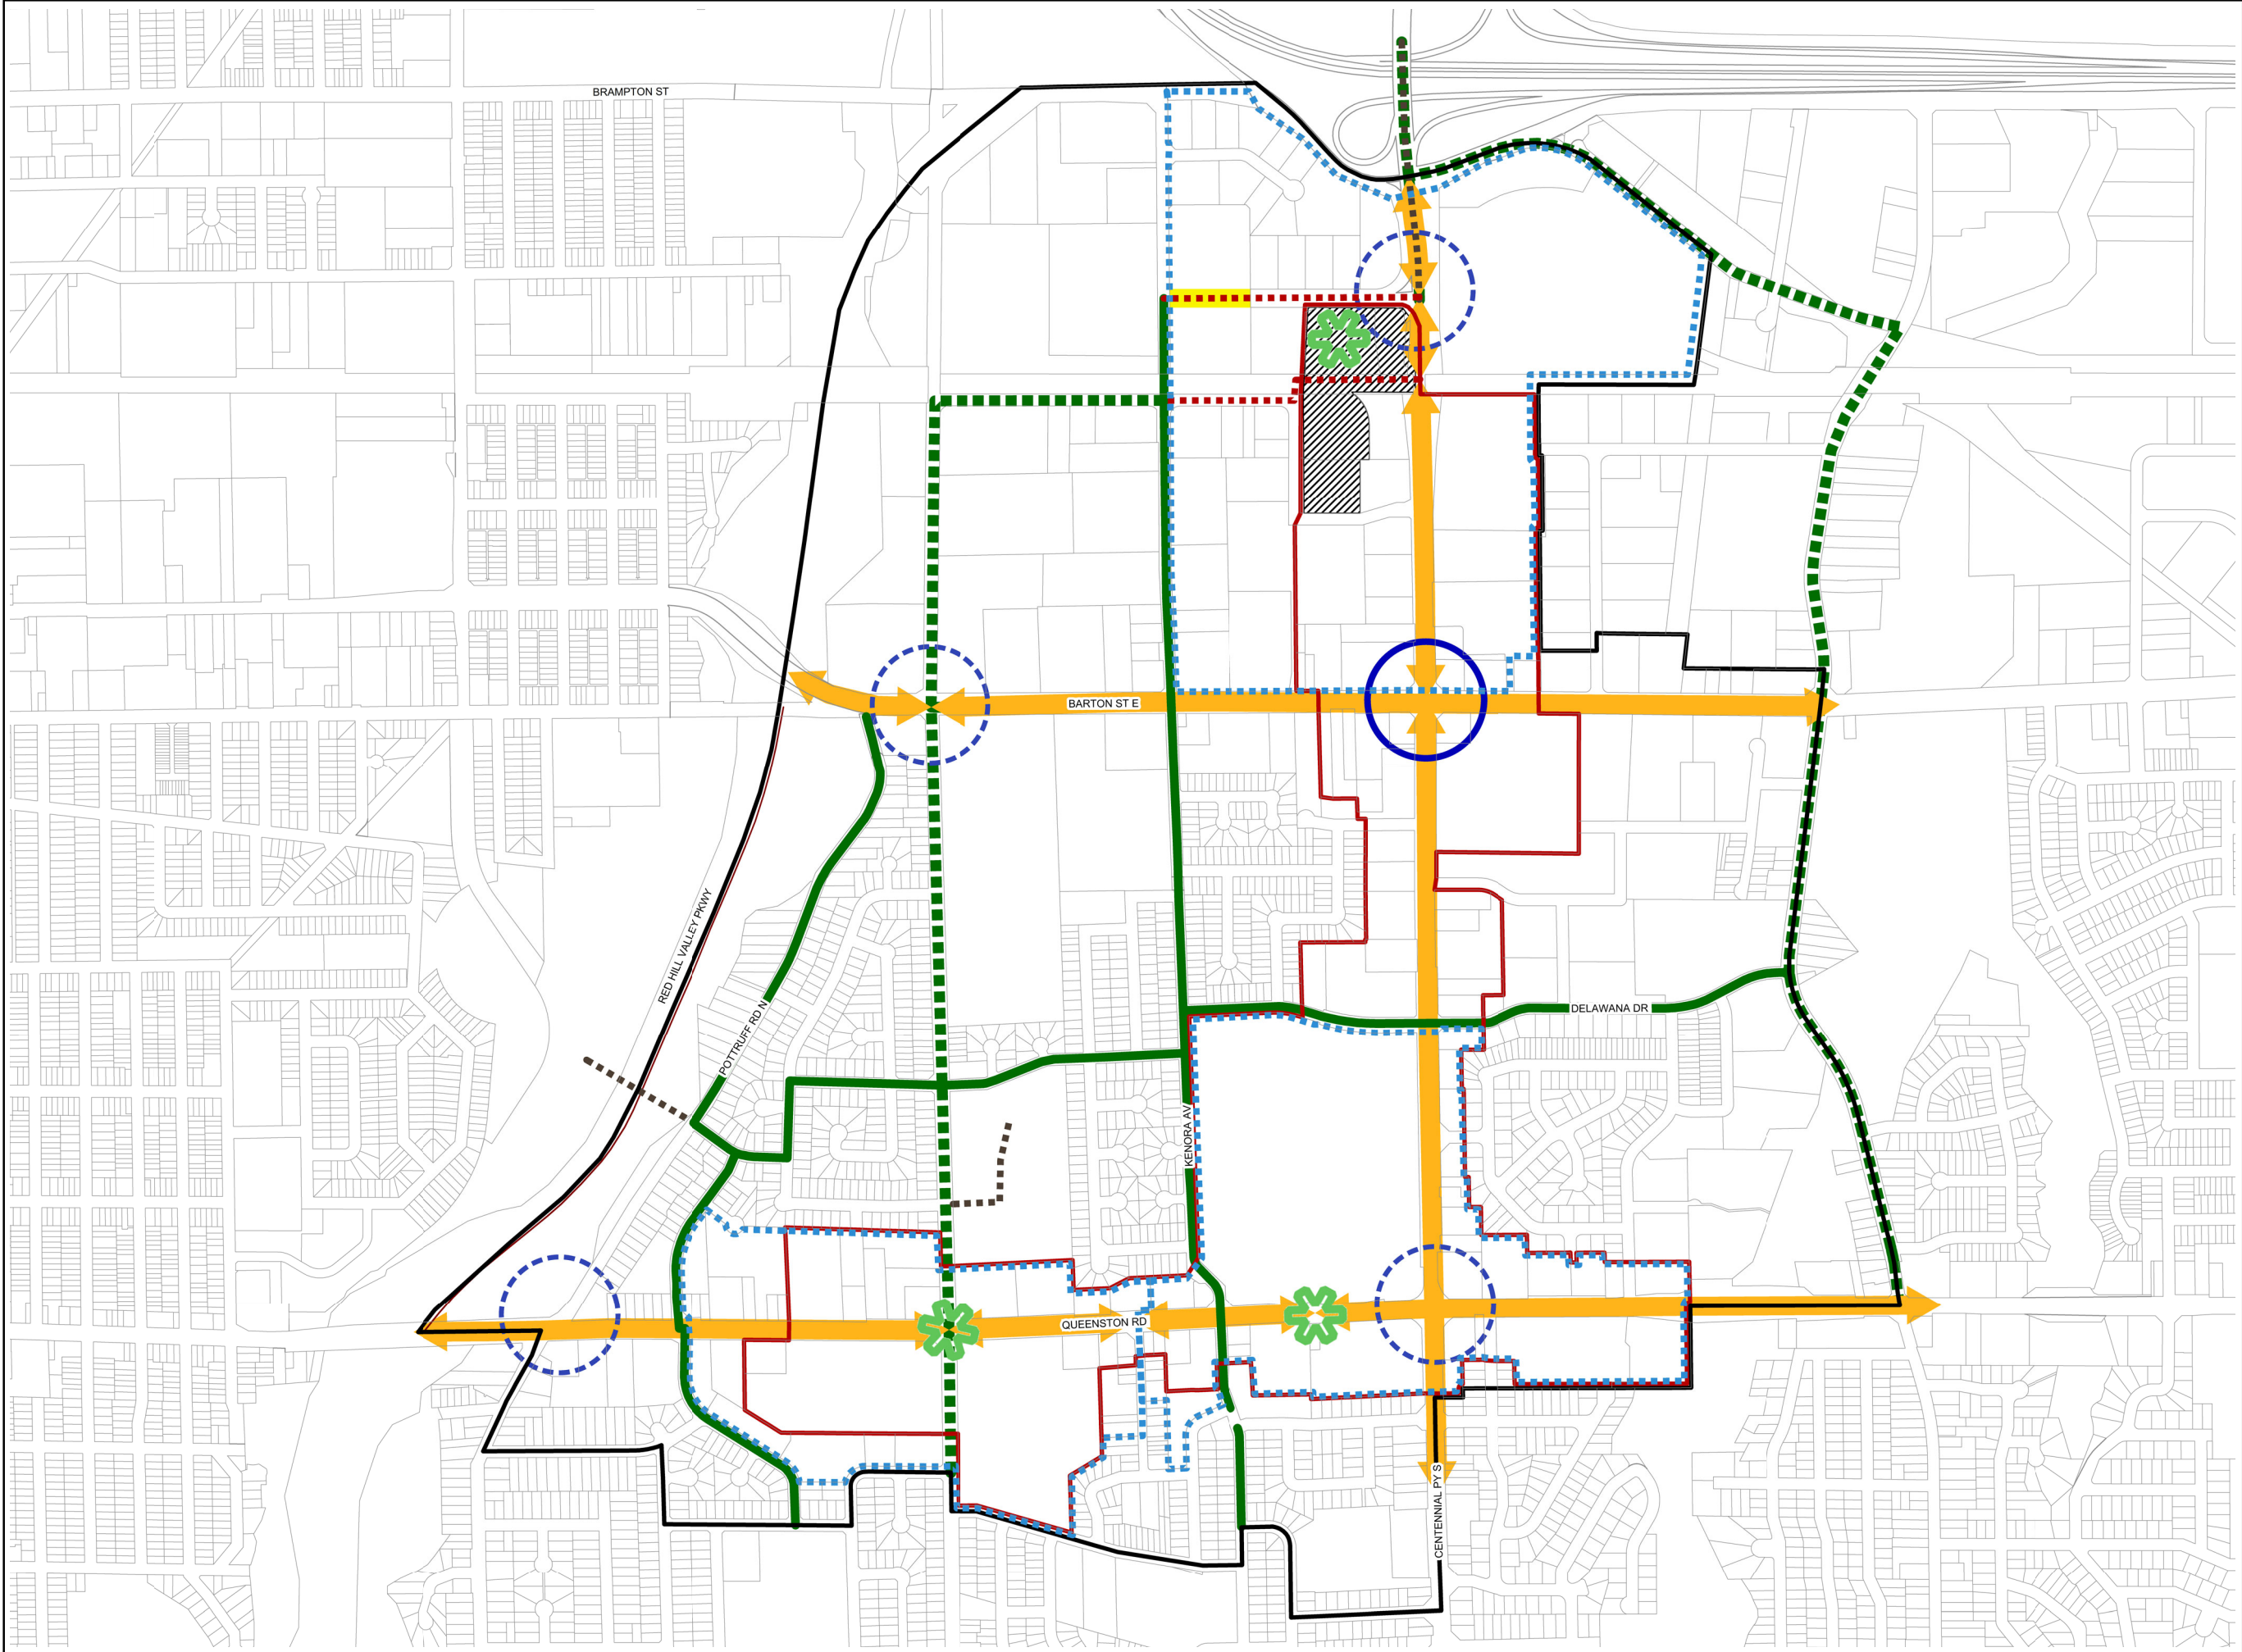 BRAMPTON ST
BARTON ST E
RED HILL VALLEY PKWY
POTTRUFF RD N
DELAWANA DR
KENORA AV
QUEENSTON RD
CENTENNIAL PY S